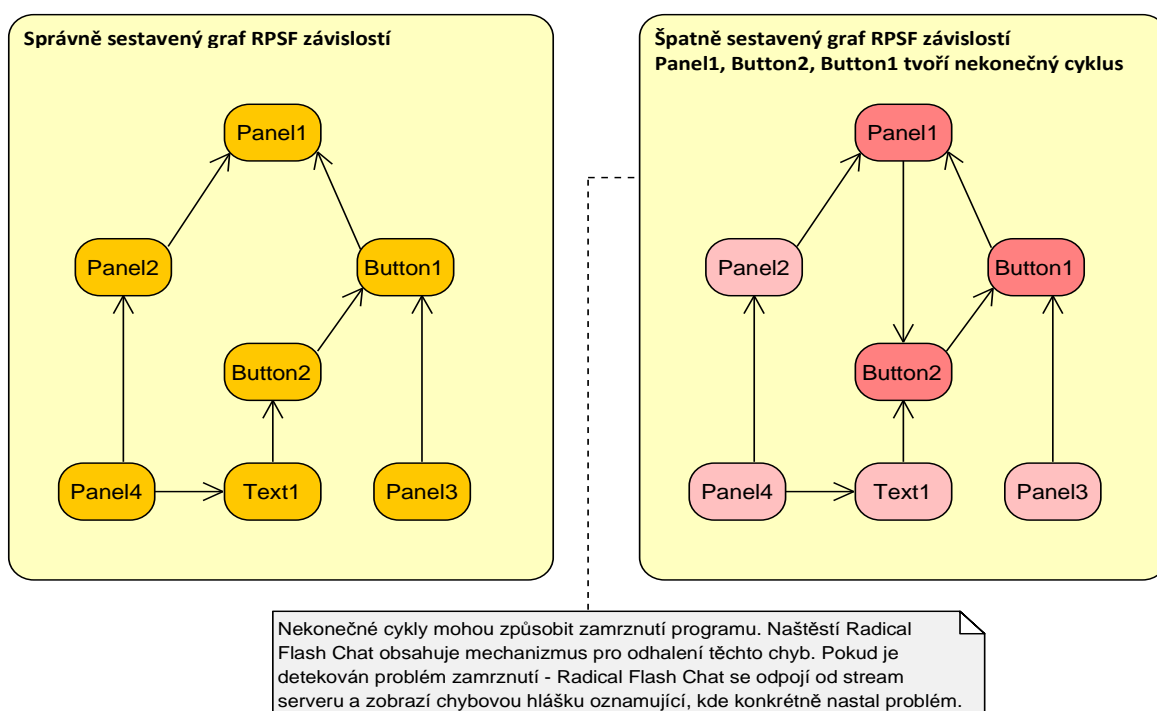 Správně sestavený graf RPSF závislostí
Panel1
Panel2
Button1
Button2
Panel4
Text1
Panel3
Špatně sestavený graf RPSF závislostí
Panel1, Button2, Button1 tvoří nekonečný cyklus
Panel1
Panel2
Button1
Button2
Panel4
Text1
Panel3
Nekonečné cykly mohou způsobit zamrznutí programu. Naštěstí Radical
Flash Chat obsahuje mechanizmus pro odhalení těchto chyb. Pokud je
detekován problém zamrznutí - Radical Flash Chat se odpojí od stream
serveru a zobrazí chybovou hlášku oznamující, kde konkrétně nastal problém.